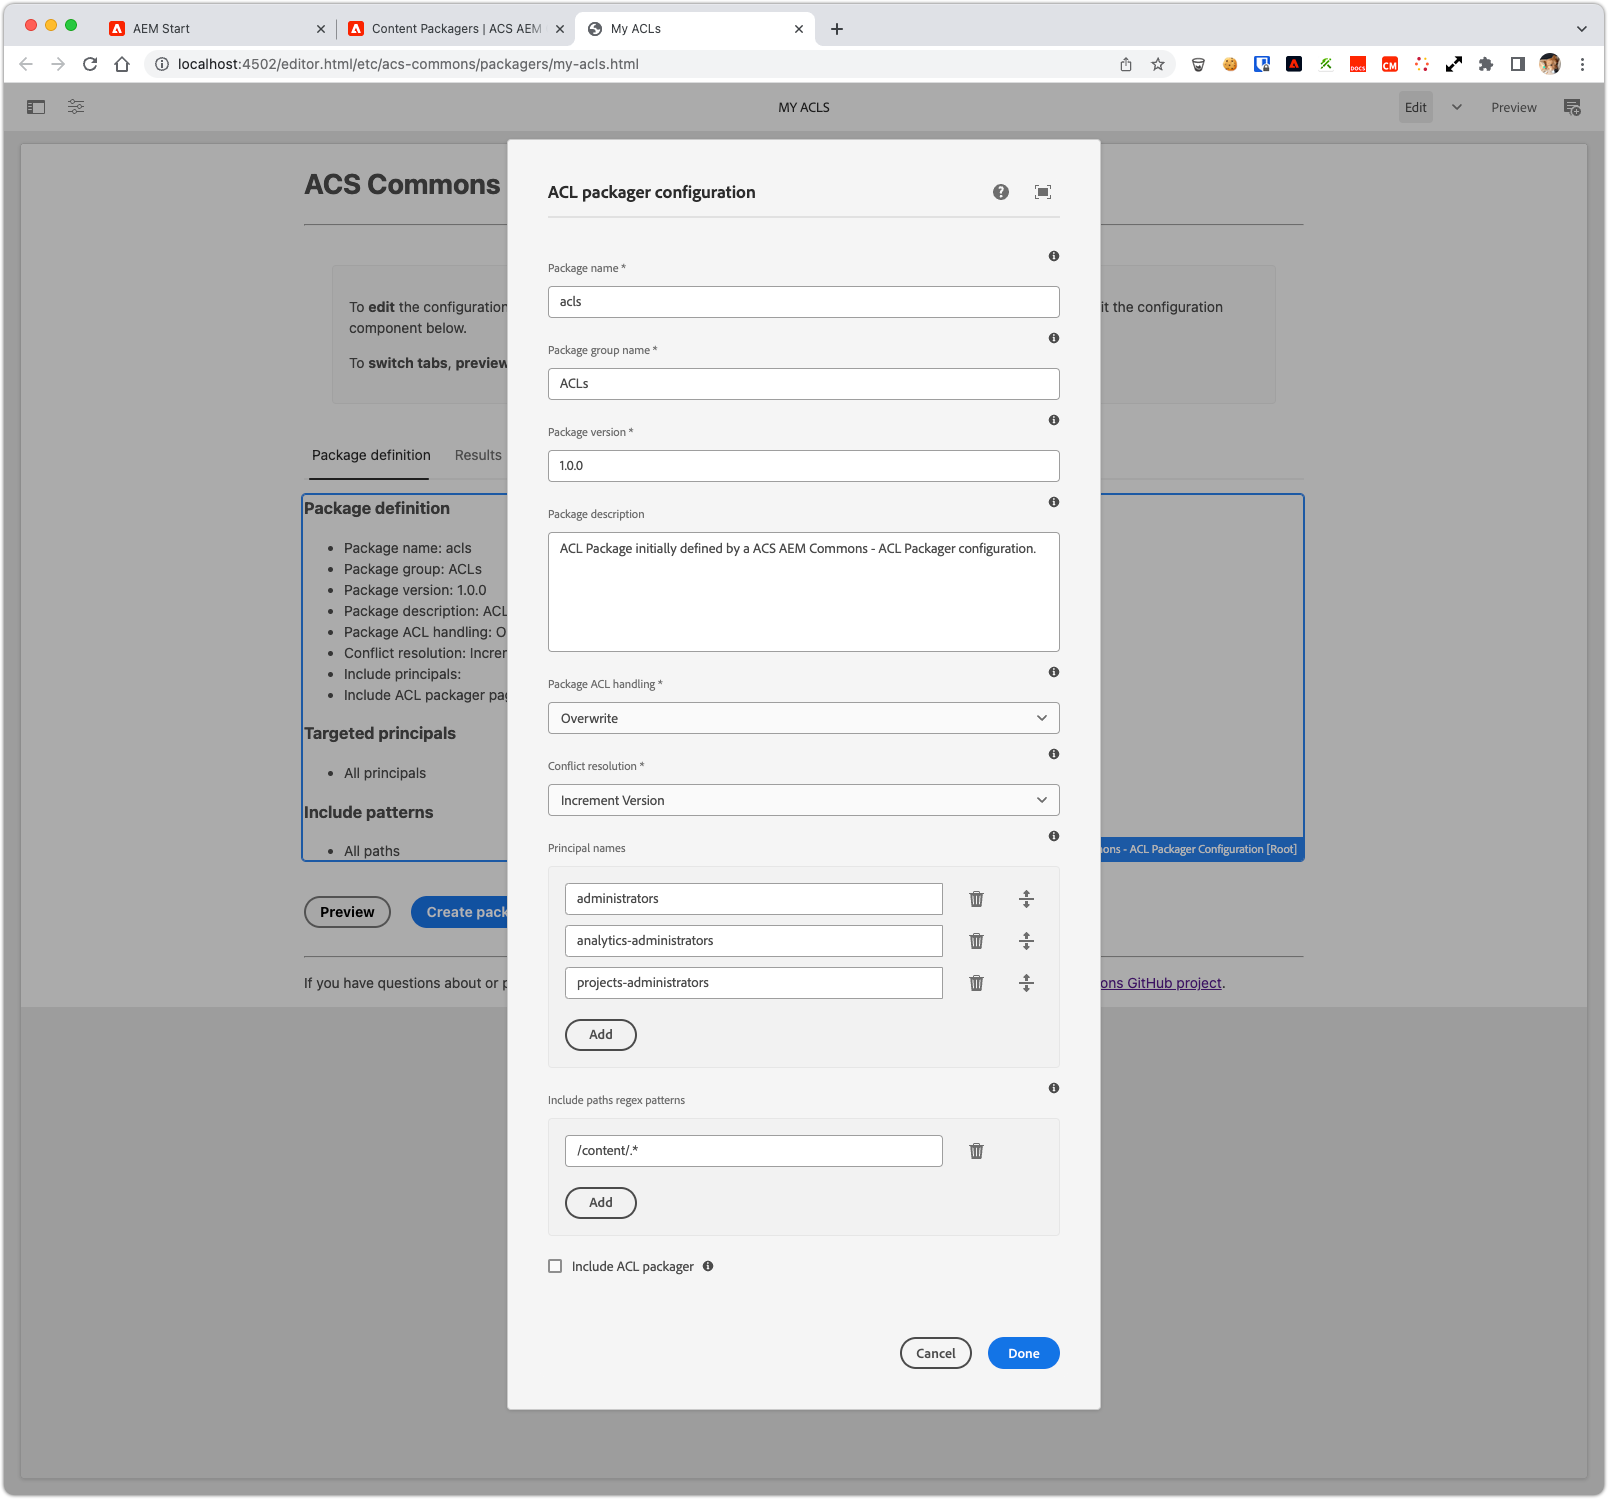 AEM Start
Content Packagers | ACS AEM
My ACLs
localhost:4502/editor.html/etc/acs-commons/packagers/my-acls.html
DOCS
CM
MY ACLS
Edit
Preview
ACS Commons
To edit the configuration
it the configuration
component below.
To switch tabs, preview
Package definition
Results
Package definition
Package name: acls
Package group: ACLs
Package version: 1.0.0
Package description: ACL
Package ACL handling: O
Conflict resolution: Increr
Include principals:
Include ACL packager pag
Targeted principals
All principals
Include patterns
All paths
ons - ACL Packager Configuration [Root]
Preview
Create pack
If you have questions about or p
ons GitHub project.
ACL packager configuration
Package name *
acls
Package group name *
ACLs
Package version *
1.0.0
Package description
ACL Package initially defined by a ACS AEM Commons - ACL Packager configuration.
Package ACL handling *
Overwrite
Conflict resolution *
Increment Version
Principal names
administrators
analytics-administrators
projects-administrators
Add
Include paths regex patterns
/content/.*
Add
Include ACL packager
Cancel
Done